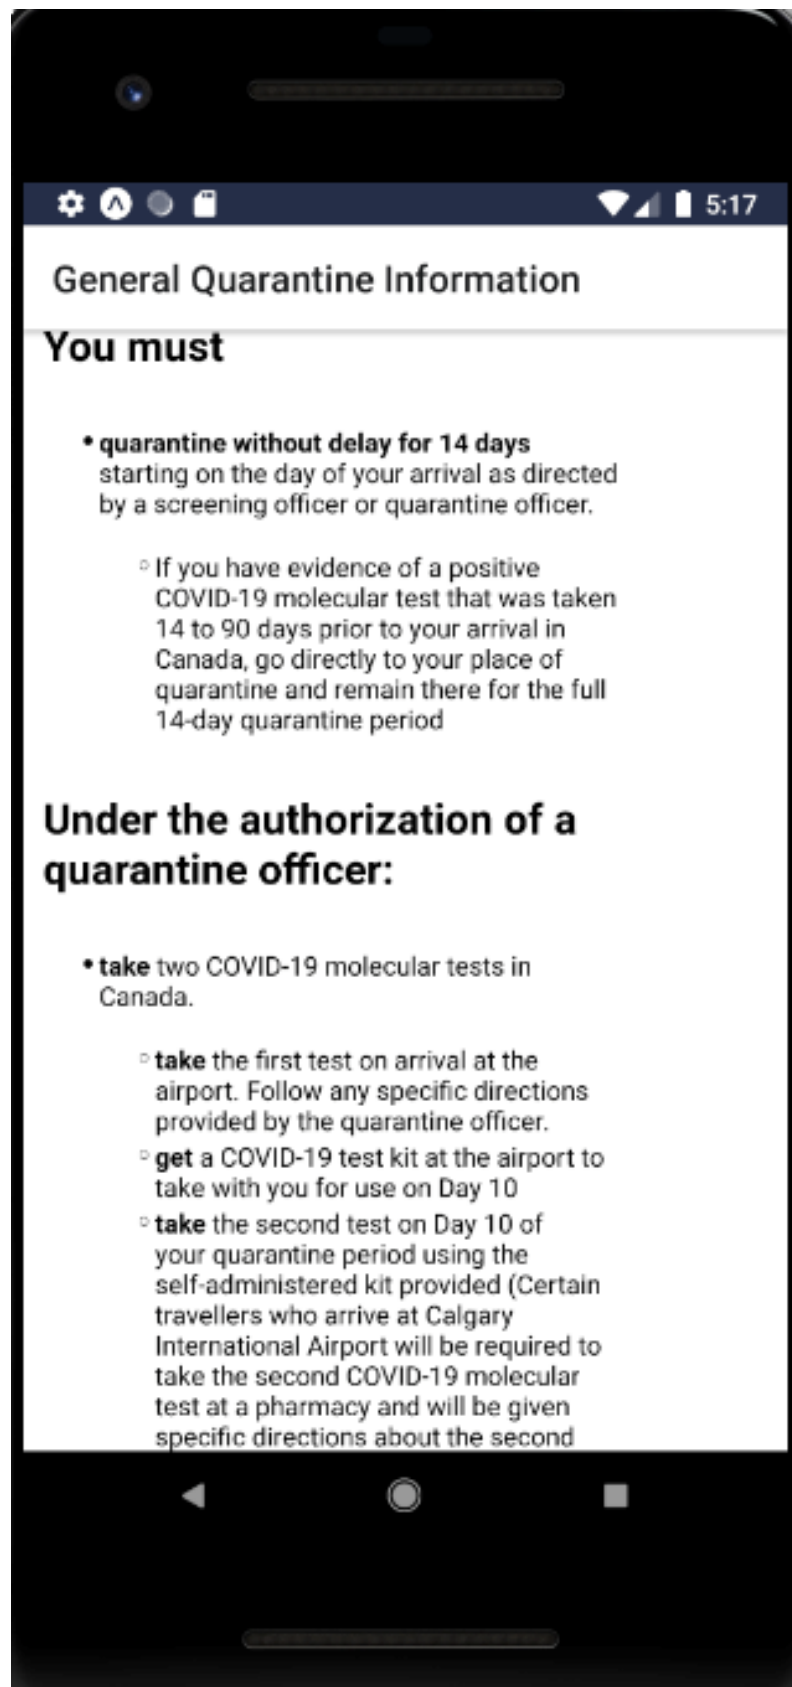 5:17
General Quarantine Information
You must
• quarantine without delay for 14 days
starting on the day of your arrival as directed
by a screening officer or quarantine officer.
○ If you have evidence of a positive
COVID-19 molecular test that was taken
14 to 90 days prior to your arrival in
Canada, go directly to your place of
quarantine and remain there for the full
14-day quarantine period
Under the authorization of a
quarantine officer:
• take two COVID-19 molecular tests in
Canada.
○ take the first test on arrival at the
airport. Follow any specific directions
provided by the quarantine officer.
○ get a COVID-19 test kit at the airport to
take with you for use on Day 10
○ take the second test on Day 10 of
your quarantine period using the
self-administered kit provided (Certain
travellers who arrive at Calgary
International Airport will be required to
take the second COVID-19 molecular
test at a pharmacy and will be given
specific directions about the second